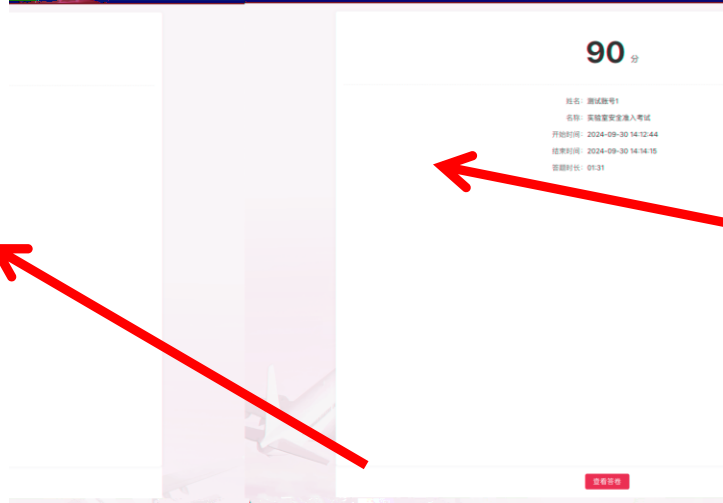 90 分
姓名: 测试账号1
名称: 实验室安全准入考试
开始时间: 2024-09-30 14:12:44
结束时间: 2024-09-30 14:14:15
答题时长: 01:31
查看答卷